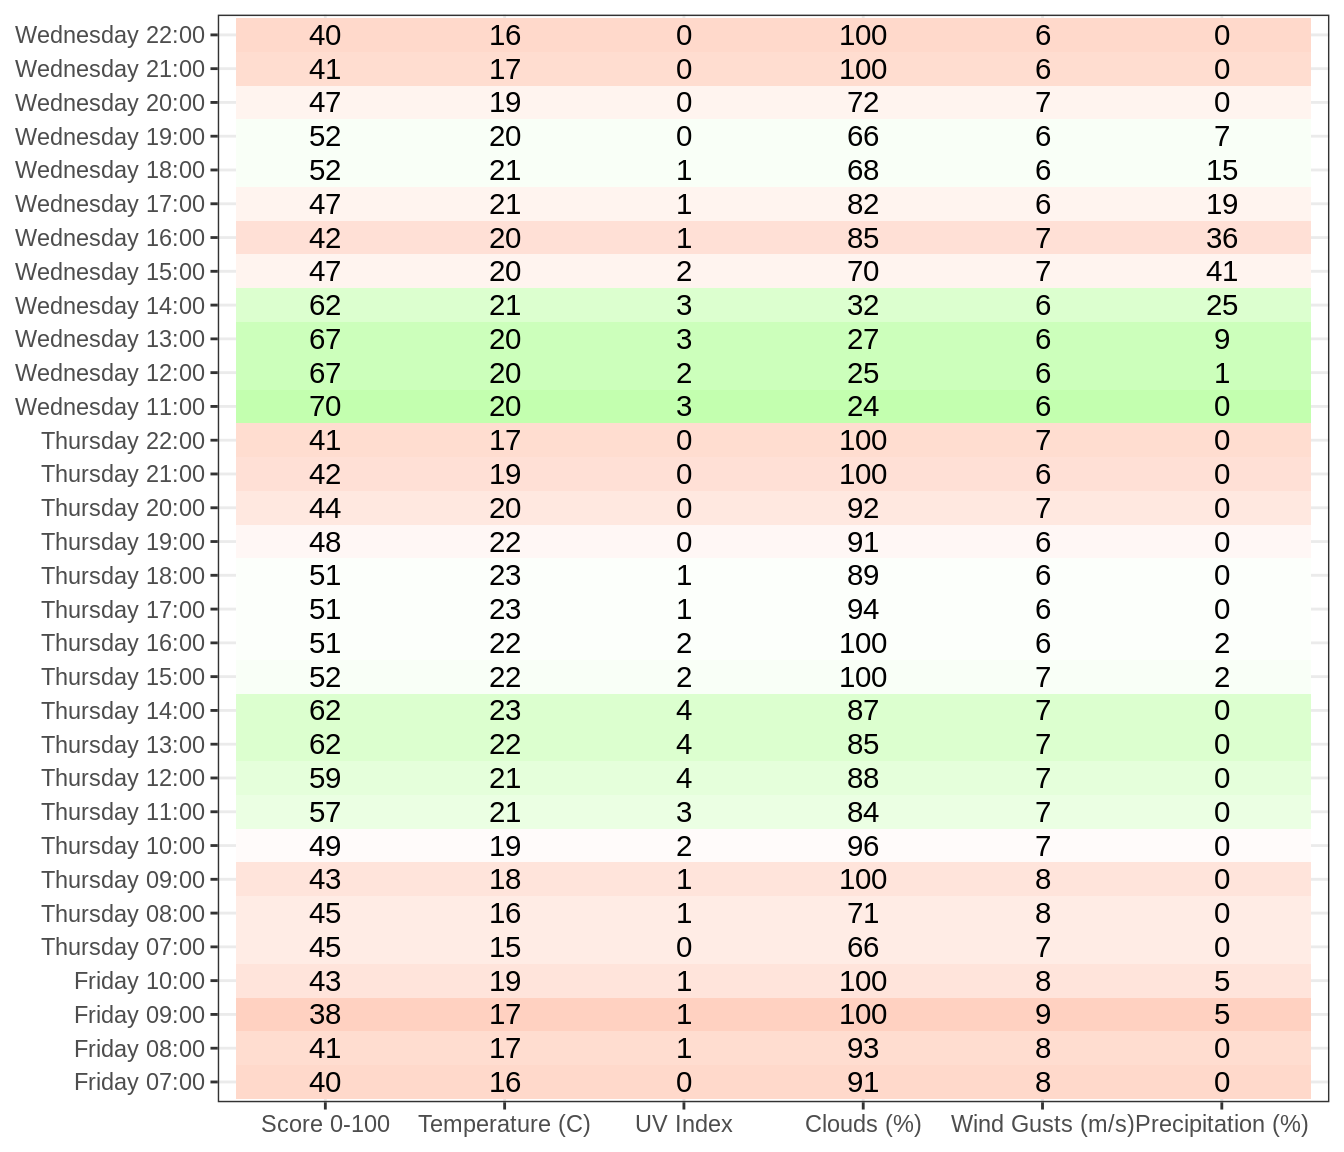 Wednesday 22:00 40 16 0 100 6 0
Wednesday 21:00 41 17 0 100 6 0
Wednesday 20:00 47 19 0 72 7 0
Wednesday 19:00 52 20 0 66 6 7
Wednesday 18:00 52 21 1 68 6 15
Wednesday 17:00 47 21 1 82 6 19
Wednesday 16:00 42 20 1 85 7 36
Wednesday 15:00 47 20 2 70 7 41
Wednesday 14:00 62 21 3 32 6 25
Wednesday 13:00 67 20 3 27 6 9
Wednesday 12:00 67 20 2 25 6 1
Wednesday 11:00 70 20 3 24 6 0
Thursday 22:00 41 17 0 100 7 0
Thursday 21:00 42 19 0 100 6 0
Thursday 20:00 44 20 0 92 7 0
Thursday 19:00 48 22 0 91 6 0
Thursday 18:00 51 23 1 89 6 0
Thursday 17:00 51 23 1 94 6 0
Thursday 16:00 51 22 2 100 6 2
Thursday 15:00 52 22 2 100 7 2
Thursday 14:00 62 23 4 87 7 0
Thursday 13:00 62 22 4 85 7 0
Thursday 12:00 59 21 4 88 7 0
Thursday 11:00 57 21 3 84 7 0
Thursday 10:00 49 19 2 96 7 0
Thursday 09:00 43 18 1 100 8 0
Thursday 08:00 45 16 1 71 8 0
Thursday 07:00 45 15 0 66 7 0
Friday 10:00 43 19 1 100 8 5
Friday 09:00 38 17 1 100 9 5
Friday 08:00 41 17 1 93 8 0
Friday 07:00 40 16 0 91 8 0
Score 0-100 Temperature (C) UV Index Clouds (%) Wind Gusts (m/s) Precipitation (%)